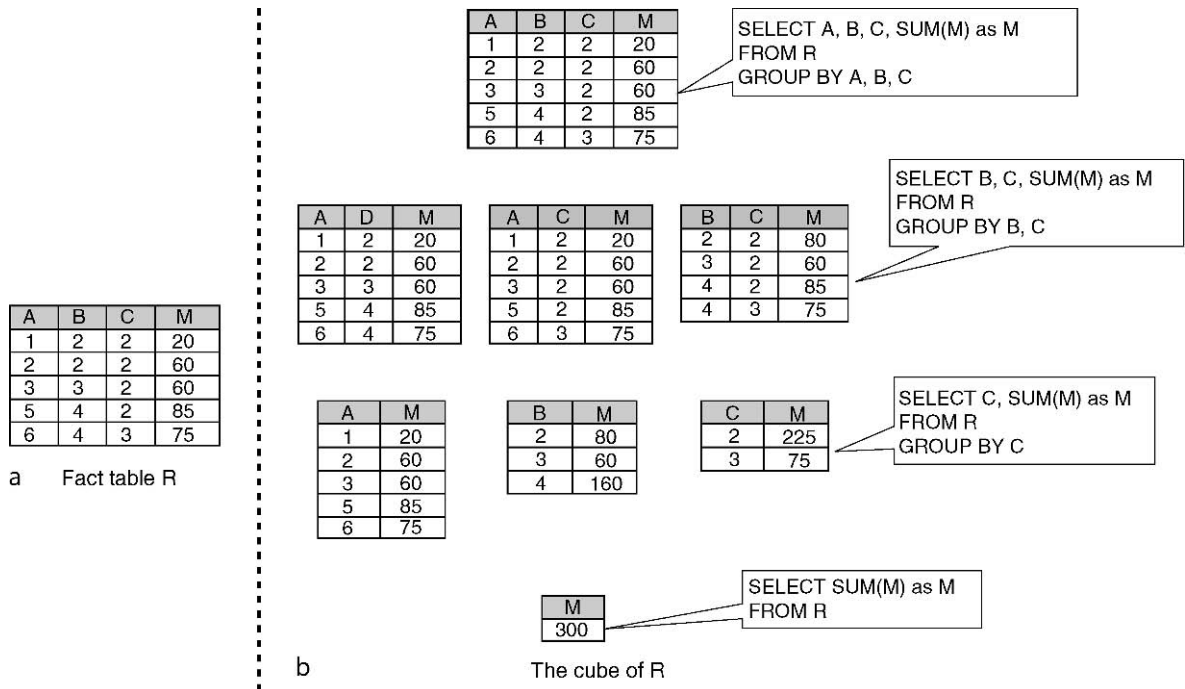 A B C M
1 2 2 20
2 2 2 60
3 3 2 60
5 4 2 85
6 4 3 75
a Fact table R
A B C M
1 2 2 20
2 2 2 60
3 3 2 60
5 4 2 85
6 4 3 75
SELECT A, B, C, SUM(M) as M
FROM R
GROUP BY A, B, C
A D M
1 2 20
2 2 60
3 3 60
5 4 85
6 4 75
A C M
1 2 20
2 2 60
3 2 60
5 2 85
6 3 75
B C M
2 2 80
3 2 60
4 2 85
4 3 75
SELECT B, C, SUM(M) as M
FROM R
GROUP BY B, C
A M
1 20
2 60
3 60
5 85
6 75
B M
2 80
3 60
4 160
C M
2 225
3 75
SELECT C, SUM(M) as M
FROM R
GROUP BY C
M
300
SELECT SUM(M) as M
FROM R
b The cube of R